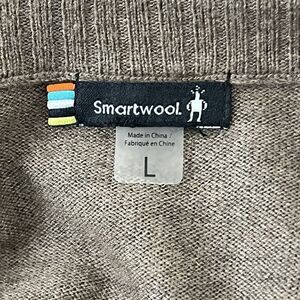 Smartwool.
Made in China /
Fabriqué en Chine
L